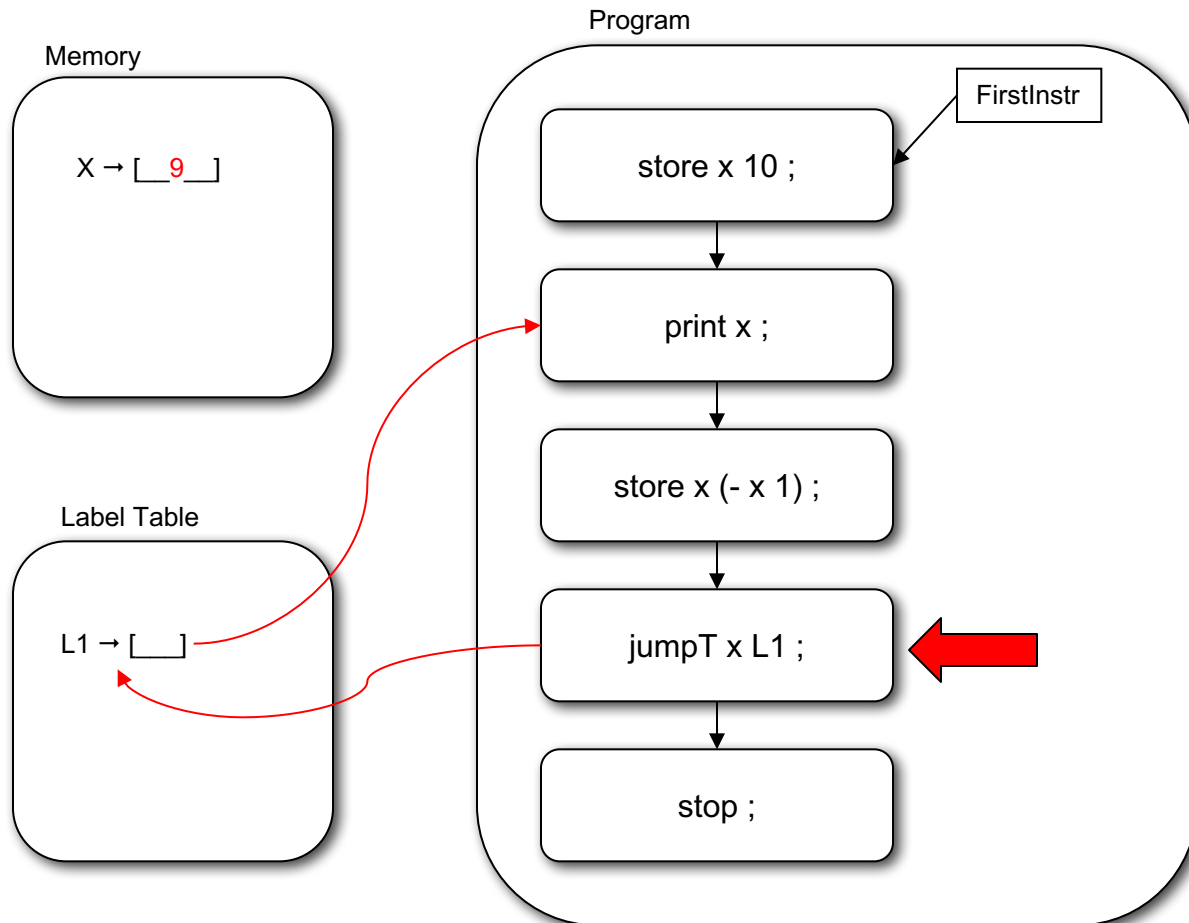 Program
Memory
FirstInstr
X → [__9__]
store x 10 ;
print x ;
store x (- x 1) ;
Label Table
L1 → [___]
jumpT x L1 ;
stop ;